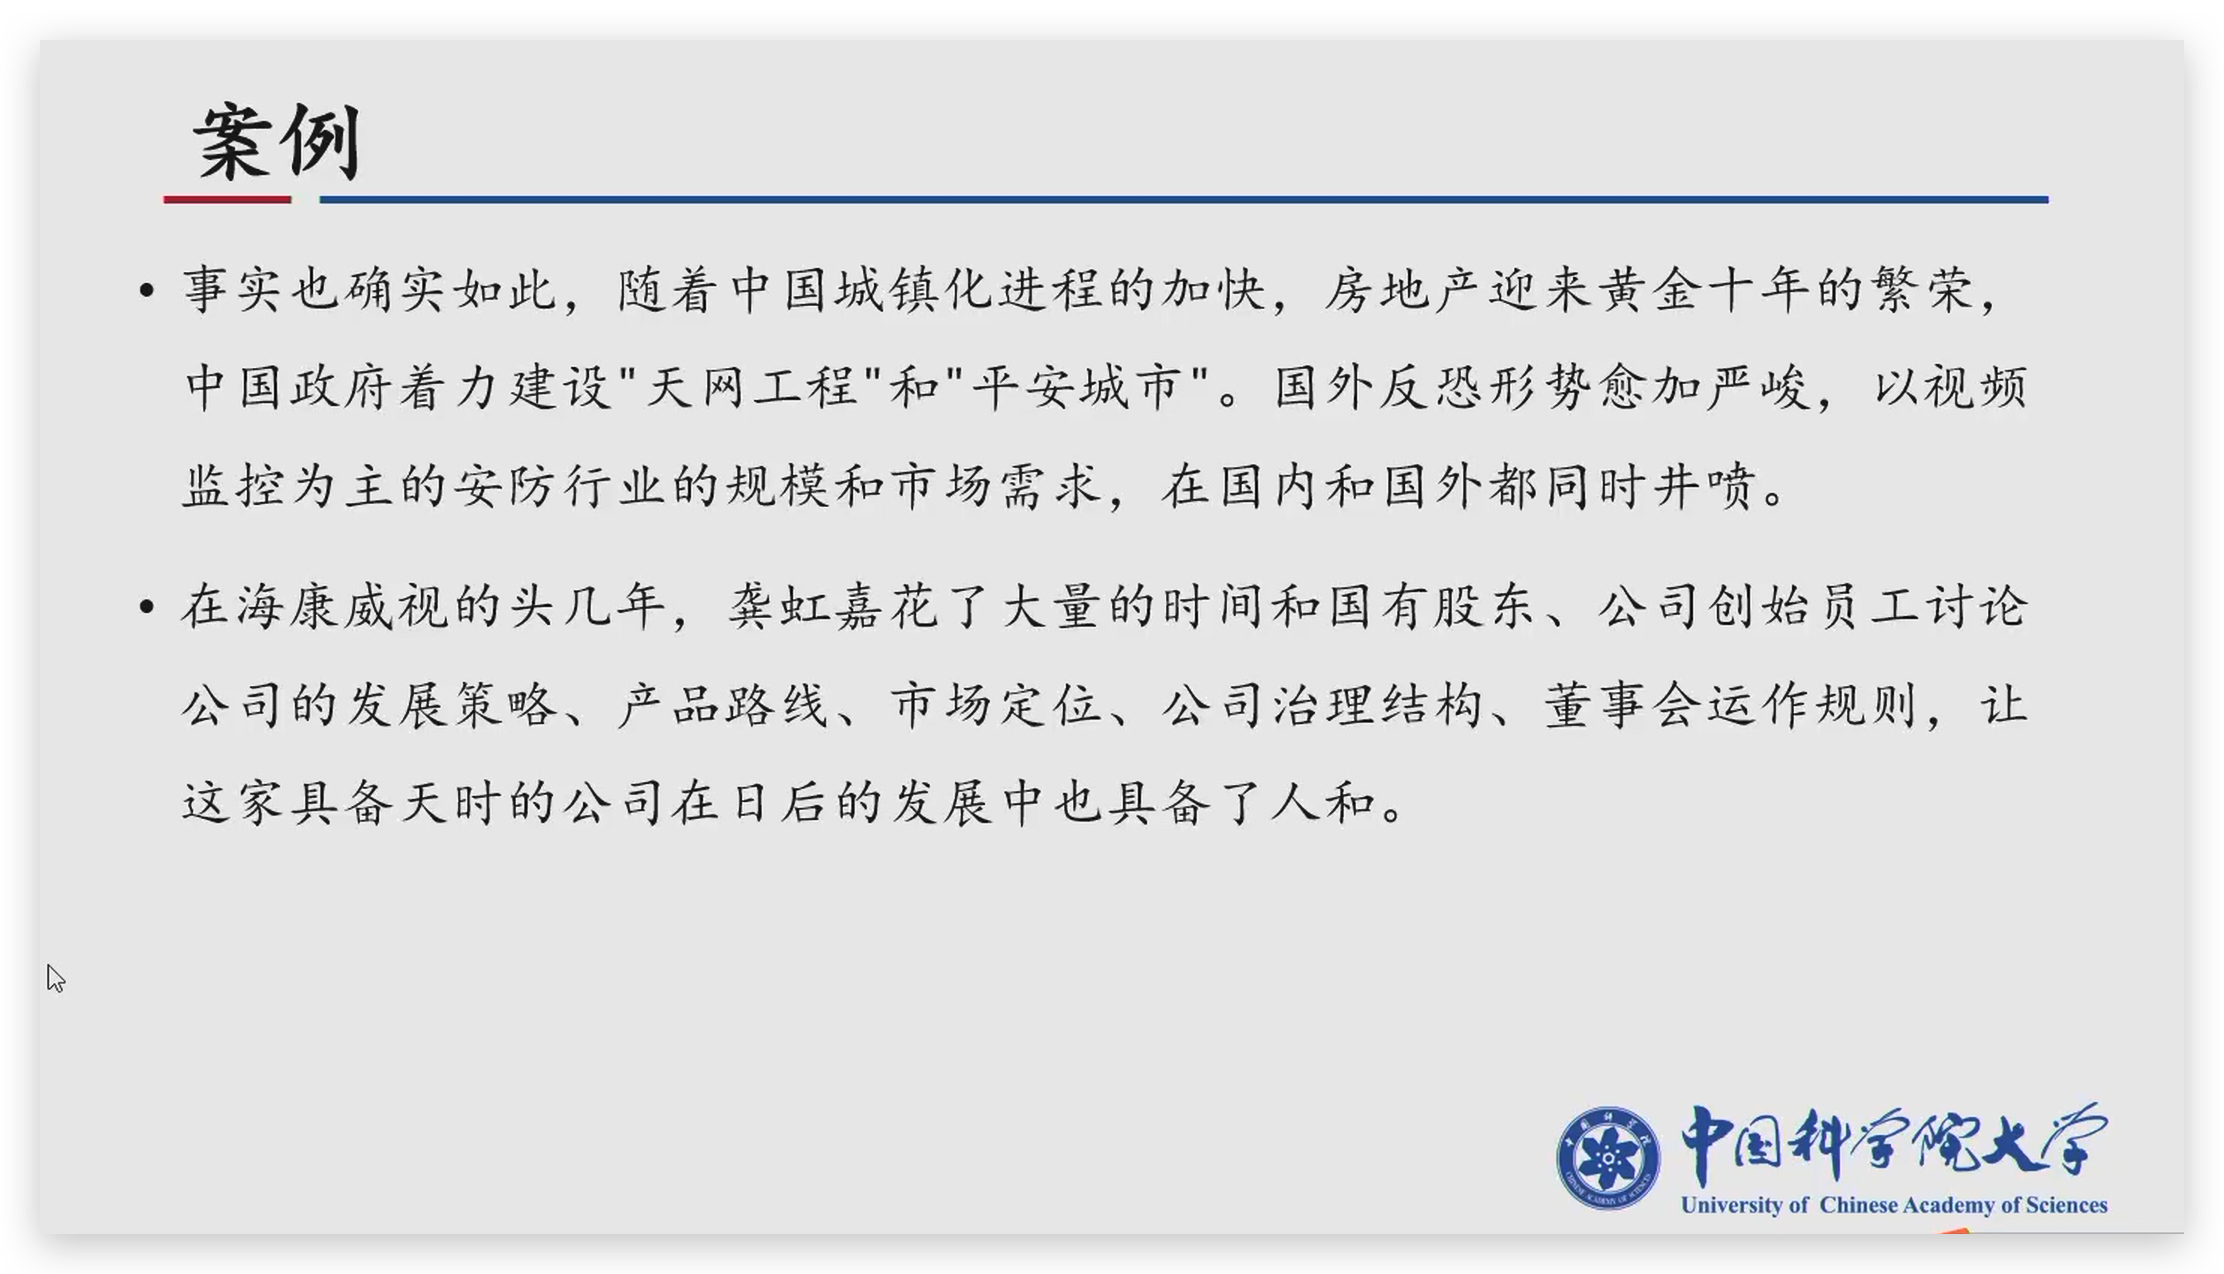 案例
• 事实也确实如此，随着中国城镇化进程的加快，房地产迎来黄金十年的繁荣，
中国政府着力建设"天网工程"和"平安城市"。国外反恐形势愈加严峻，以视频
监控为主的安防行业的规模和市场需求，在国内和国外都同时井喷。
• 在海康威视的头几年，龚虹嘉花了大量的时间和国有股东、公司创始员工讨论
公司的发展策略、产品路线、市场定位、公司治理结构、董事会运作规则，让
这家具备天时的公司在日后的发展中也具备了人和。
中国科学院大学
University of Chinese Academy of Sciences